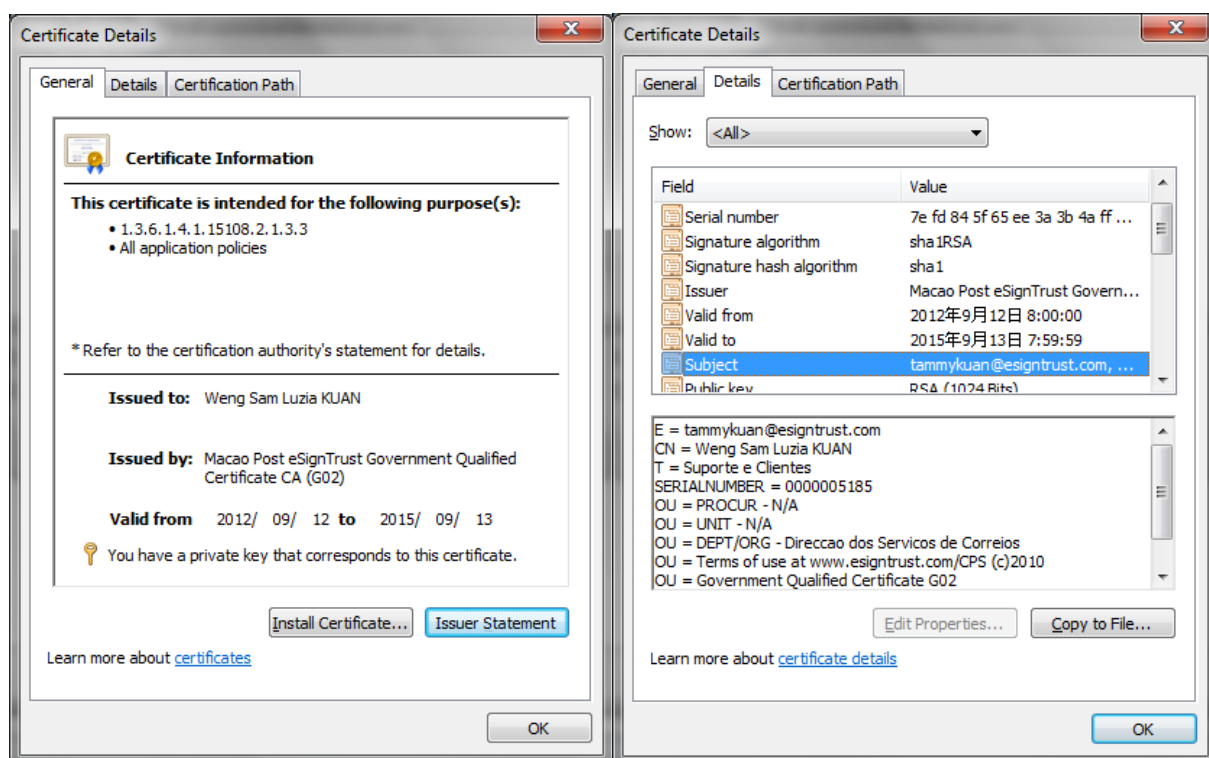 Certificate Details
General Details Certification Path
Certificate Information
This certificate is intended for the following purpose(s):
• 1.3.6.1.4.1.15108.2.1.3.3
• All application policies
* Refer to the certification authority's statement for details.
Issued to: Weng Sam Luzia KUAN
Issued by: Macao Post eSignTrust Government Qualified
Certificate CA (G02)
Valid from 2012/ 09/ 12 to 2015/ 09/ 13
You have a private key that corresponds to this certificate.
Install Certificate... Issuer Statement
Learn more about certificates
OK
Certificate Details
General Details Certification Path
Show: <All>
Field Value
Serial number 7e fd 84 5f 65 ee 3a 3b 4a ff ...
Signature algorithm sha1RSA
Signature hash algorithm sha1
Issuer Macao Post eSignTrust Govern...
Valid from 2012年9月12日 8:00:00
Valid to 2015年9月13日 7:59:59
Subject tammykuan@esigntrust.com, ...
Public key RSA (1024 Bits)
E = tammykuan@esigntrust.com
CN = Weng Sam Luzia KUAN
T = Suporte e Clientes
SERIALNUMBER = 0000005185
OU = PROCUR - N/A
OU = UNIT - N/A
OU = DEPT/ORG - Direccao dos Servicos de Correios
OU = Terms of use at www.esigntrust.com/CPS (c)2010
OU = Government Qualified Certificate G02
Edit Properties... Copy to File...
Learn more about certificate details
OK